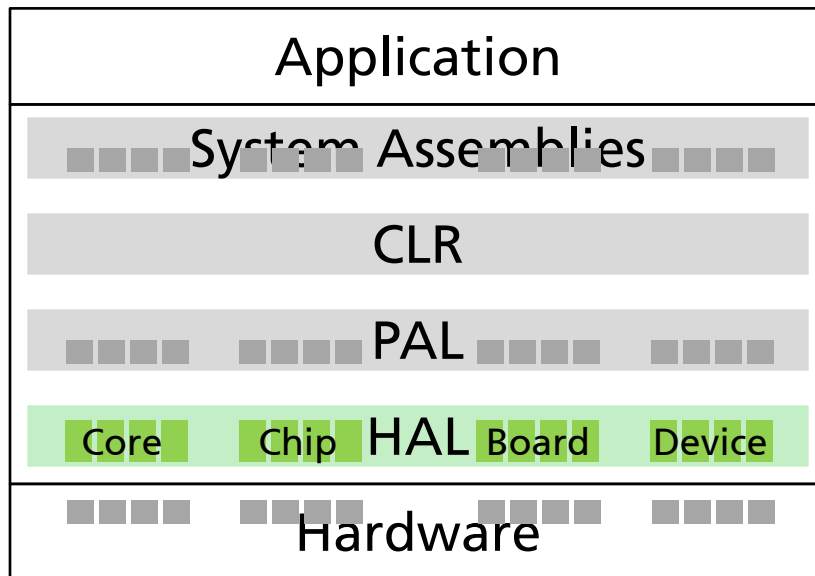 Application
System Assemblies
CLR
PAL
Core Chip HAL Board Device
Hardware